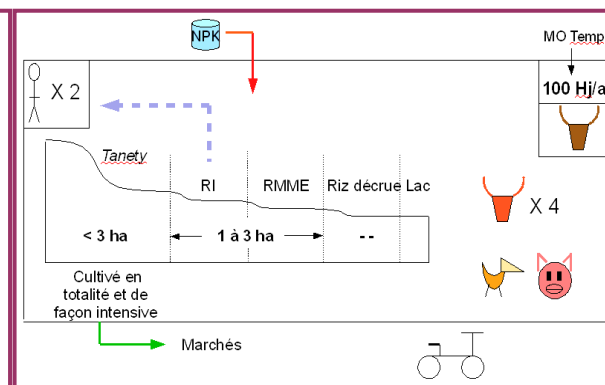 NPK
MO Temp
X 2
100 Hj/a
Tanety
RI
RMME
Riz décrue
Lac
X 4
< 3 ha
1 à 3 ha
--
Cultivé en
totalité et de
façon intensive
Marchés